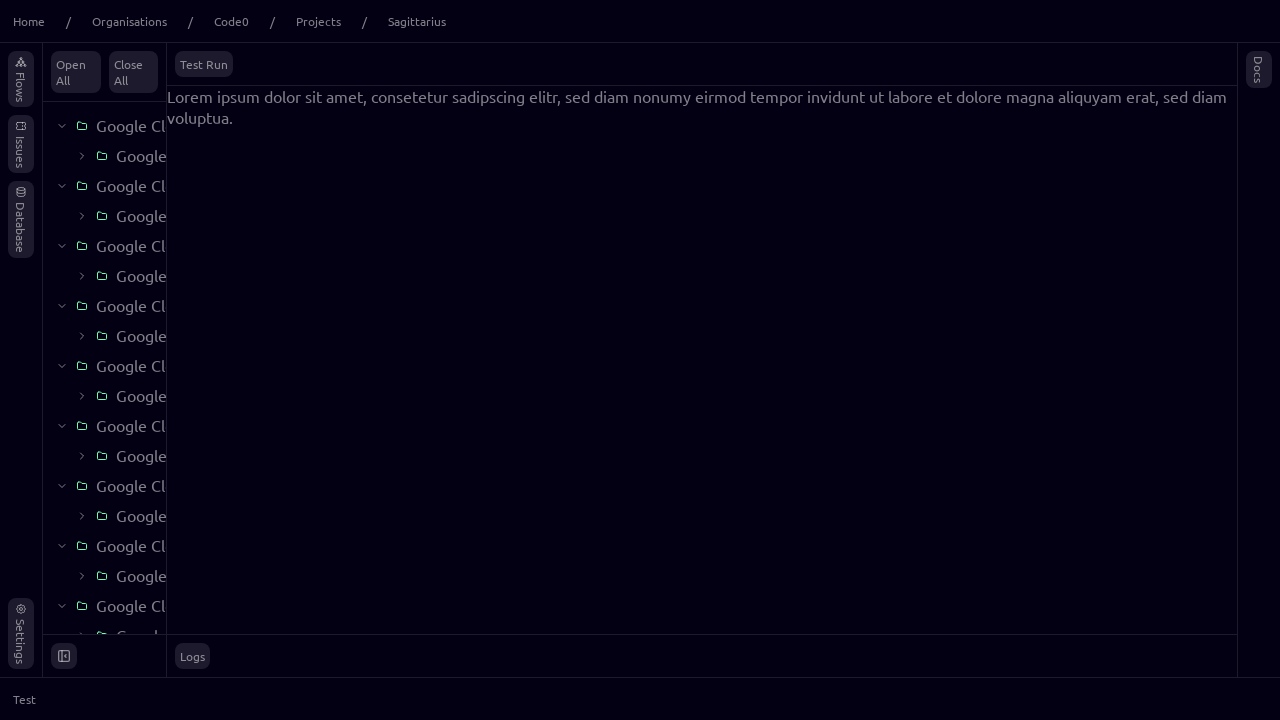 Home / Organisations / Code0 / Projects / Sagittarius
Flows
Issues
Database
Settings
Open
All
Close
All
Google Cl
Google
Google Cl
Google
Google Cl
Google
Google Cl
Google
Google Cl
Google
Google Cl
Google
Google Cl
Google
Google Cl
Google
Google Cl
Google
Test Run
Lorem ipsum dolor sit amet, consetetur sadipscing elitr, sed diam nonumy eirmod tempor invidunt ut labore et dolore magna aliquyam erat, sed diam
voluptua.
Logs
Docs
Test